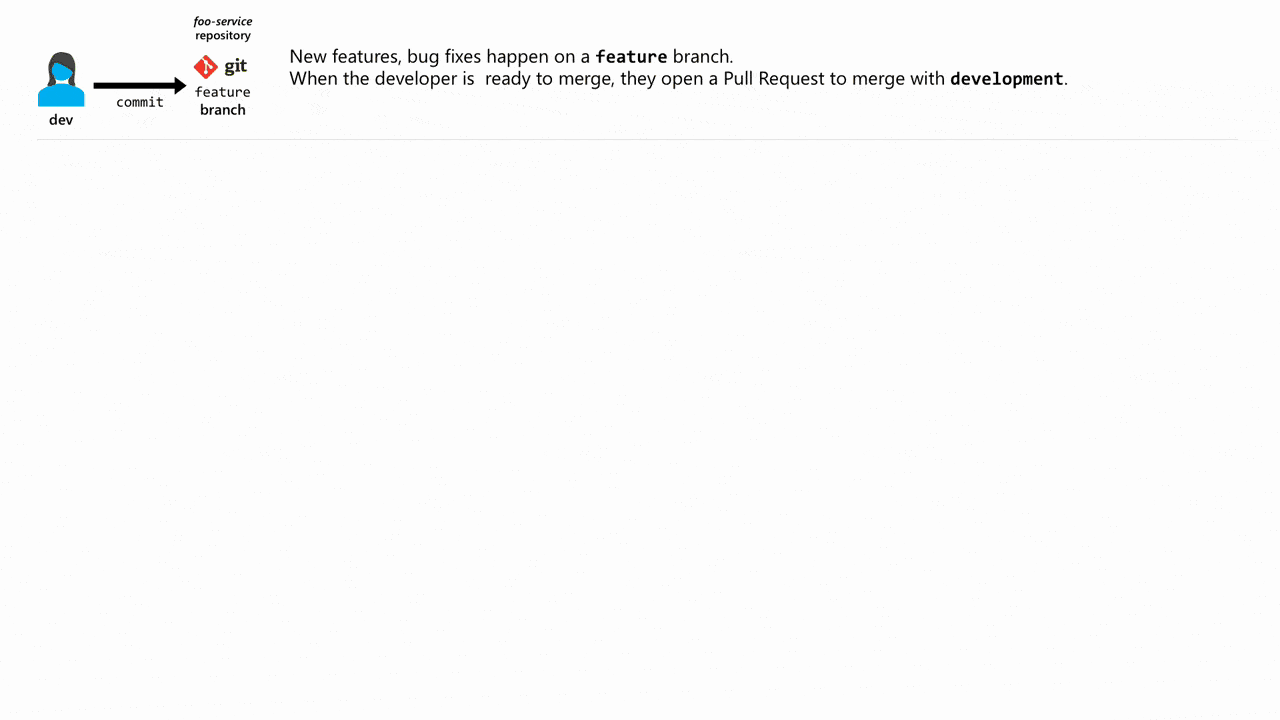 foo-service
repository
git
feature
branch
commit
dev
New features, bug fixes happen on a feature branch.
When the developer is  ready to merge, they open a Pull Request to merge with development.